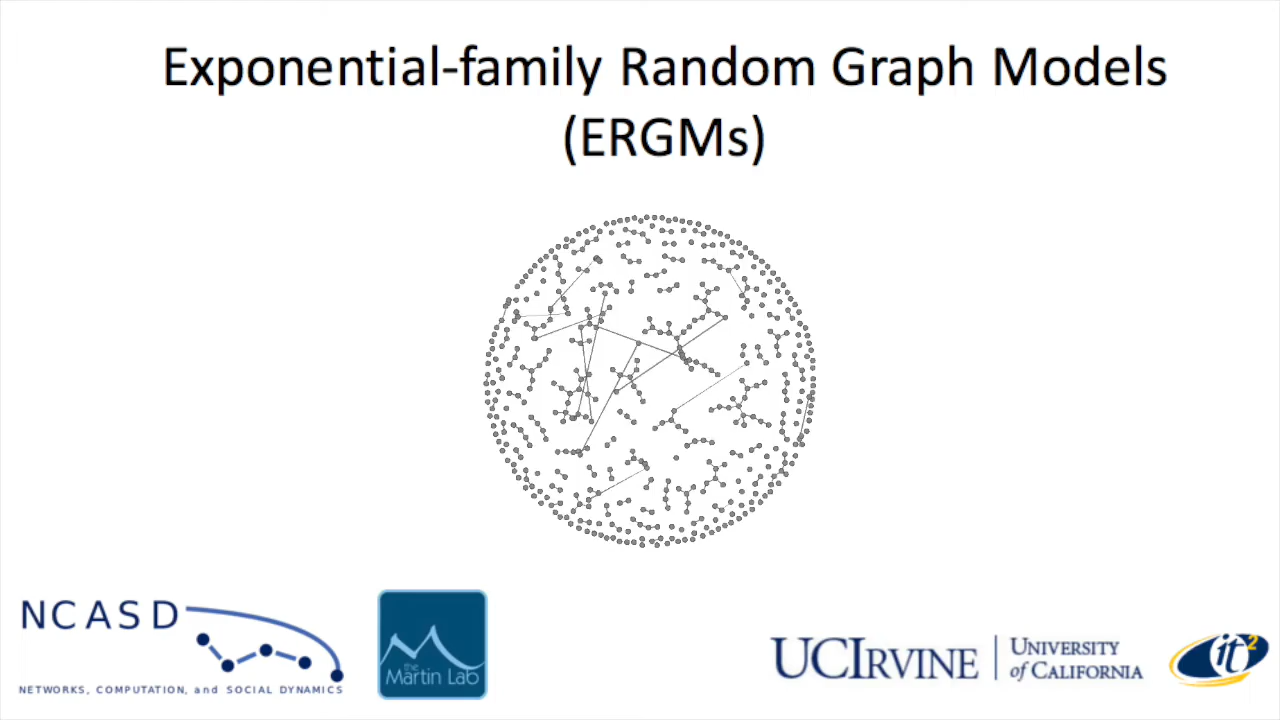 Exponential-family Random Graph Models
(ERGMs)
NCASD
NETWORKS, COMPUTATION, and SOCIAL DYNAMICS
the
Martin Lab
UCIRVINE
UNIVERSITY
of CALIFORNIA
it2